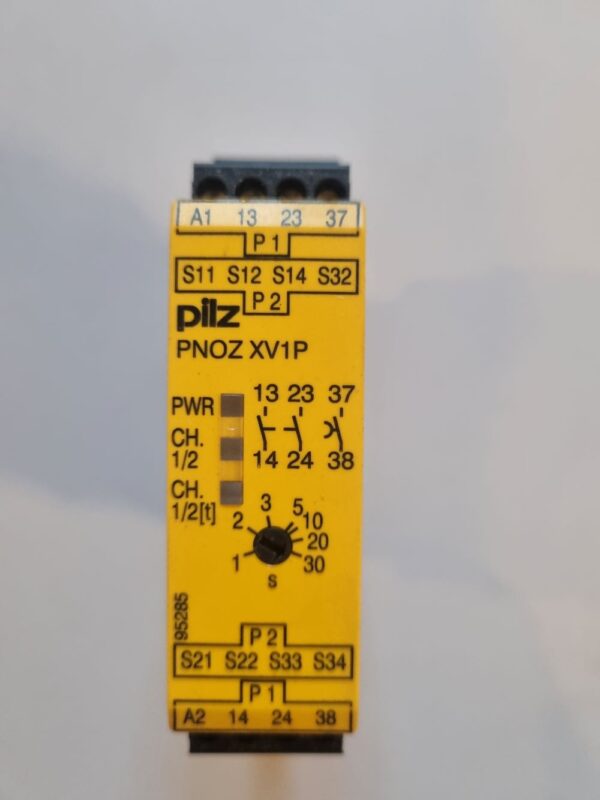 A1 13 23 37
P1
S11 S12 S14 S32
P2
pilz
PNOZ XV1P
13 23 37
PWR
CH.
1/2
14 24 38
CH.
1/2[t]
3
2
5
10
20
1
30
s
95285
P2
S21 S22 S33 S34
P1
A2 14 24 38